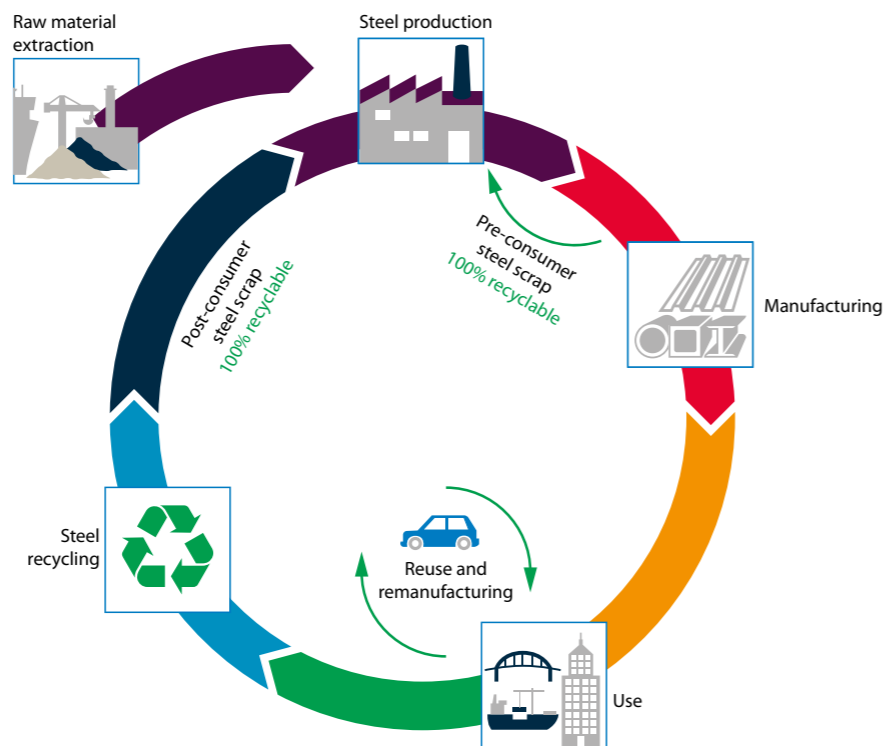 Raw material
extraction
Steel production
Pre-consumer
steel scrap
100% recyclable
Manufacturing
Post-consumer
steel scrap
100% recyclable
Steel
recycling
Reuse and
remanufacturing
Use